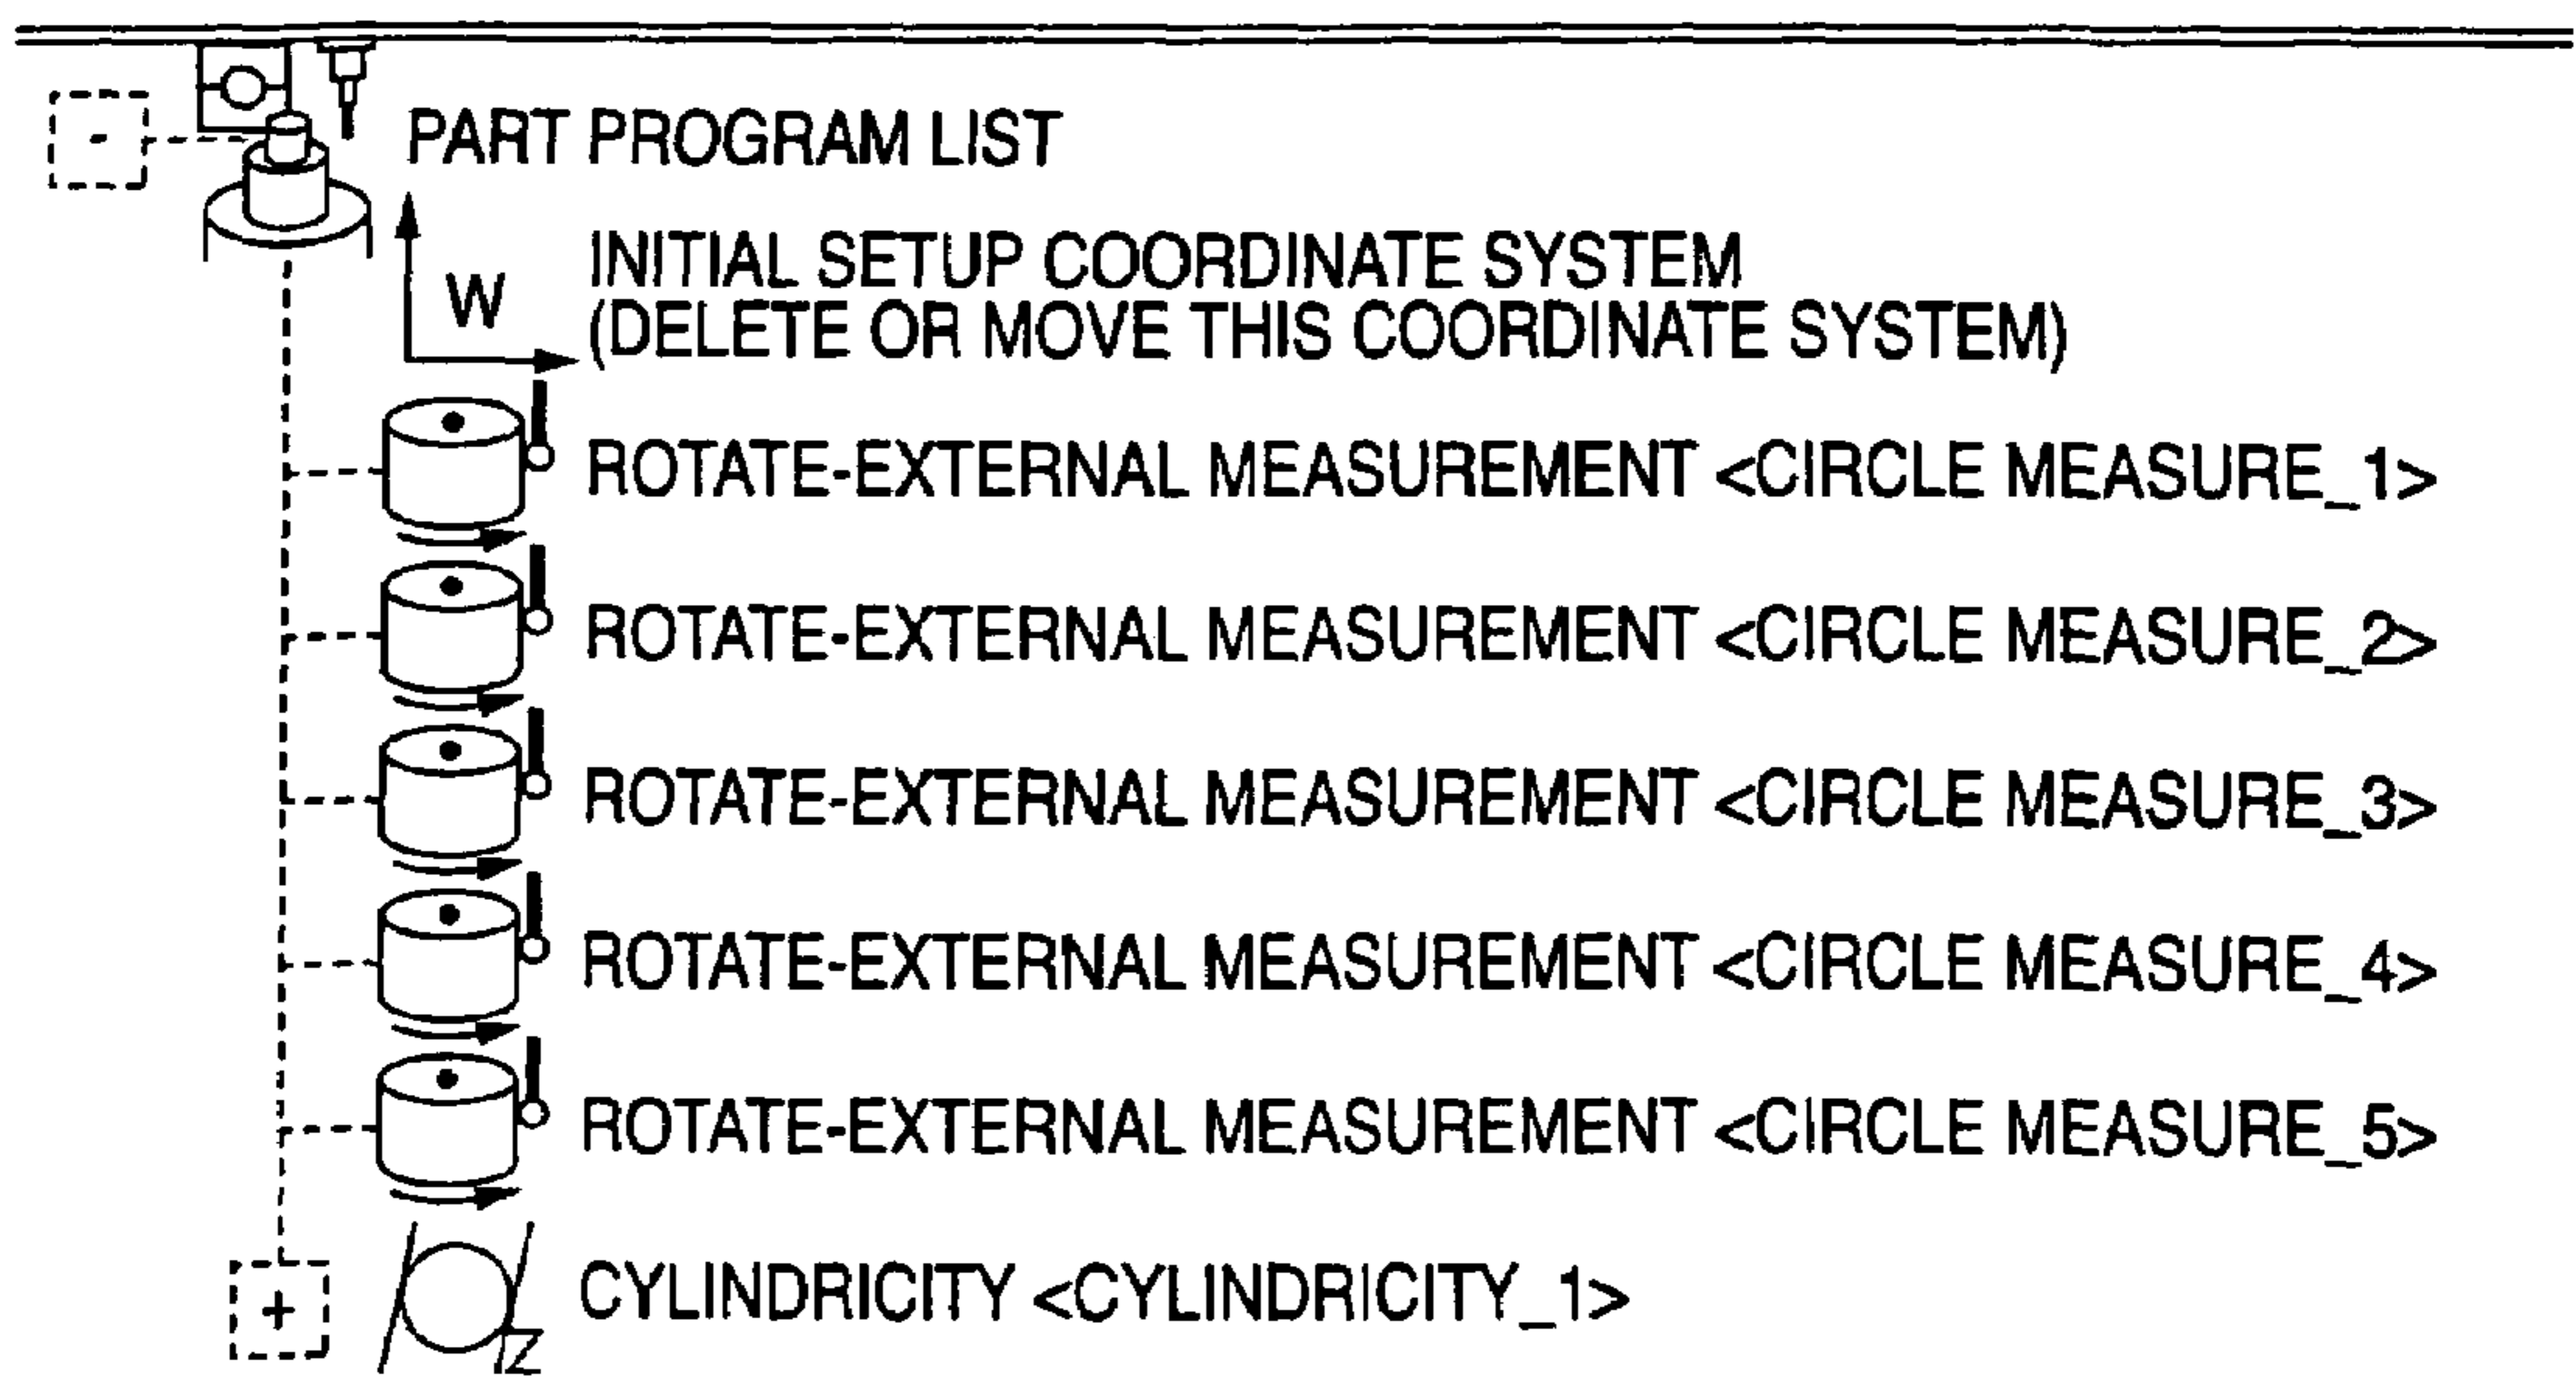 -
PART PROGRAM LIST
W
INITIAL SETUP COORDINATE SYSTEM
(DELETE OR MOVE THIS COORDINATE SYSTEM)
ROTATE-EXTERNAL MEASUREMENT <CIRCLE MEASURE_1>
ROTATE-EXTERNAL MEASUREMENT <CIRCLE MEASURE_2>
ROTATE-EXTERNAL MEASUREMENT <CIRCLE MEASURE_3>
ROTATE-EXTERNAL MEASUREMENT <CIRCLE MEASURE_4>
ROTATE-EXTERNAL MEASUREMENT <CIRCLE MEASURE_5>
+
Z
CYLINDRICITY <CYLINDRICITY_1>